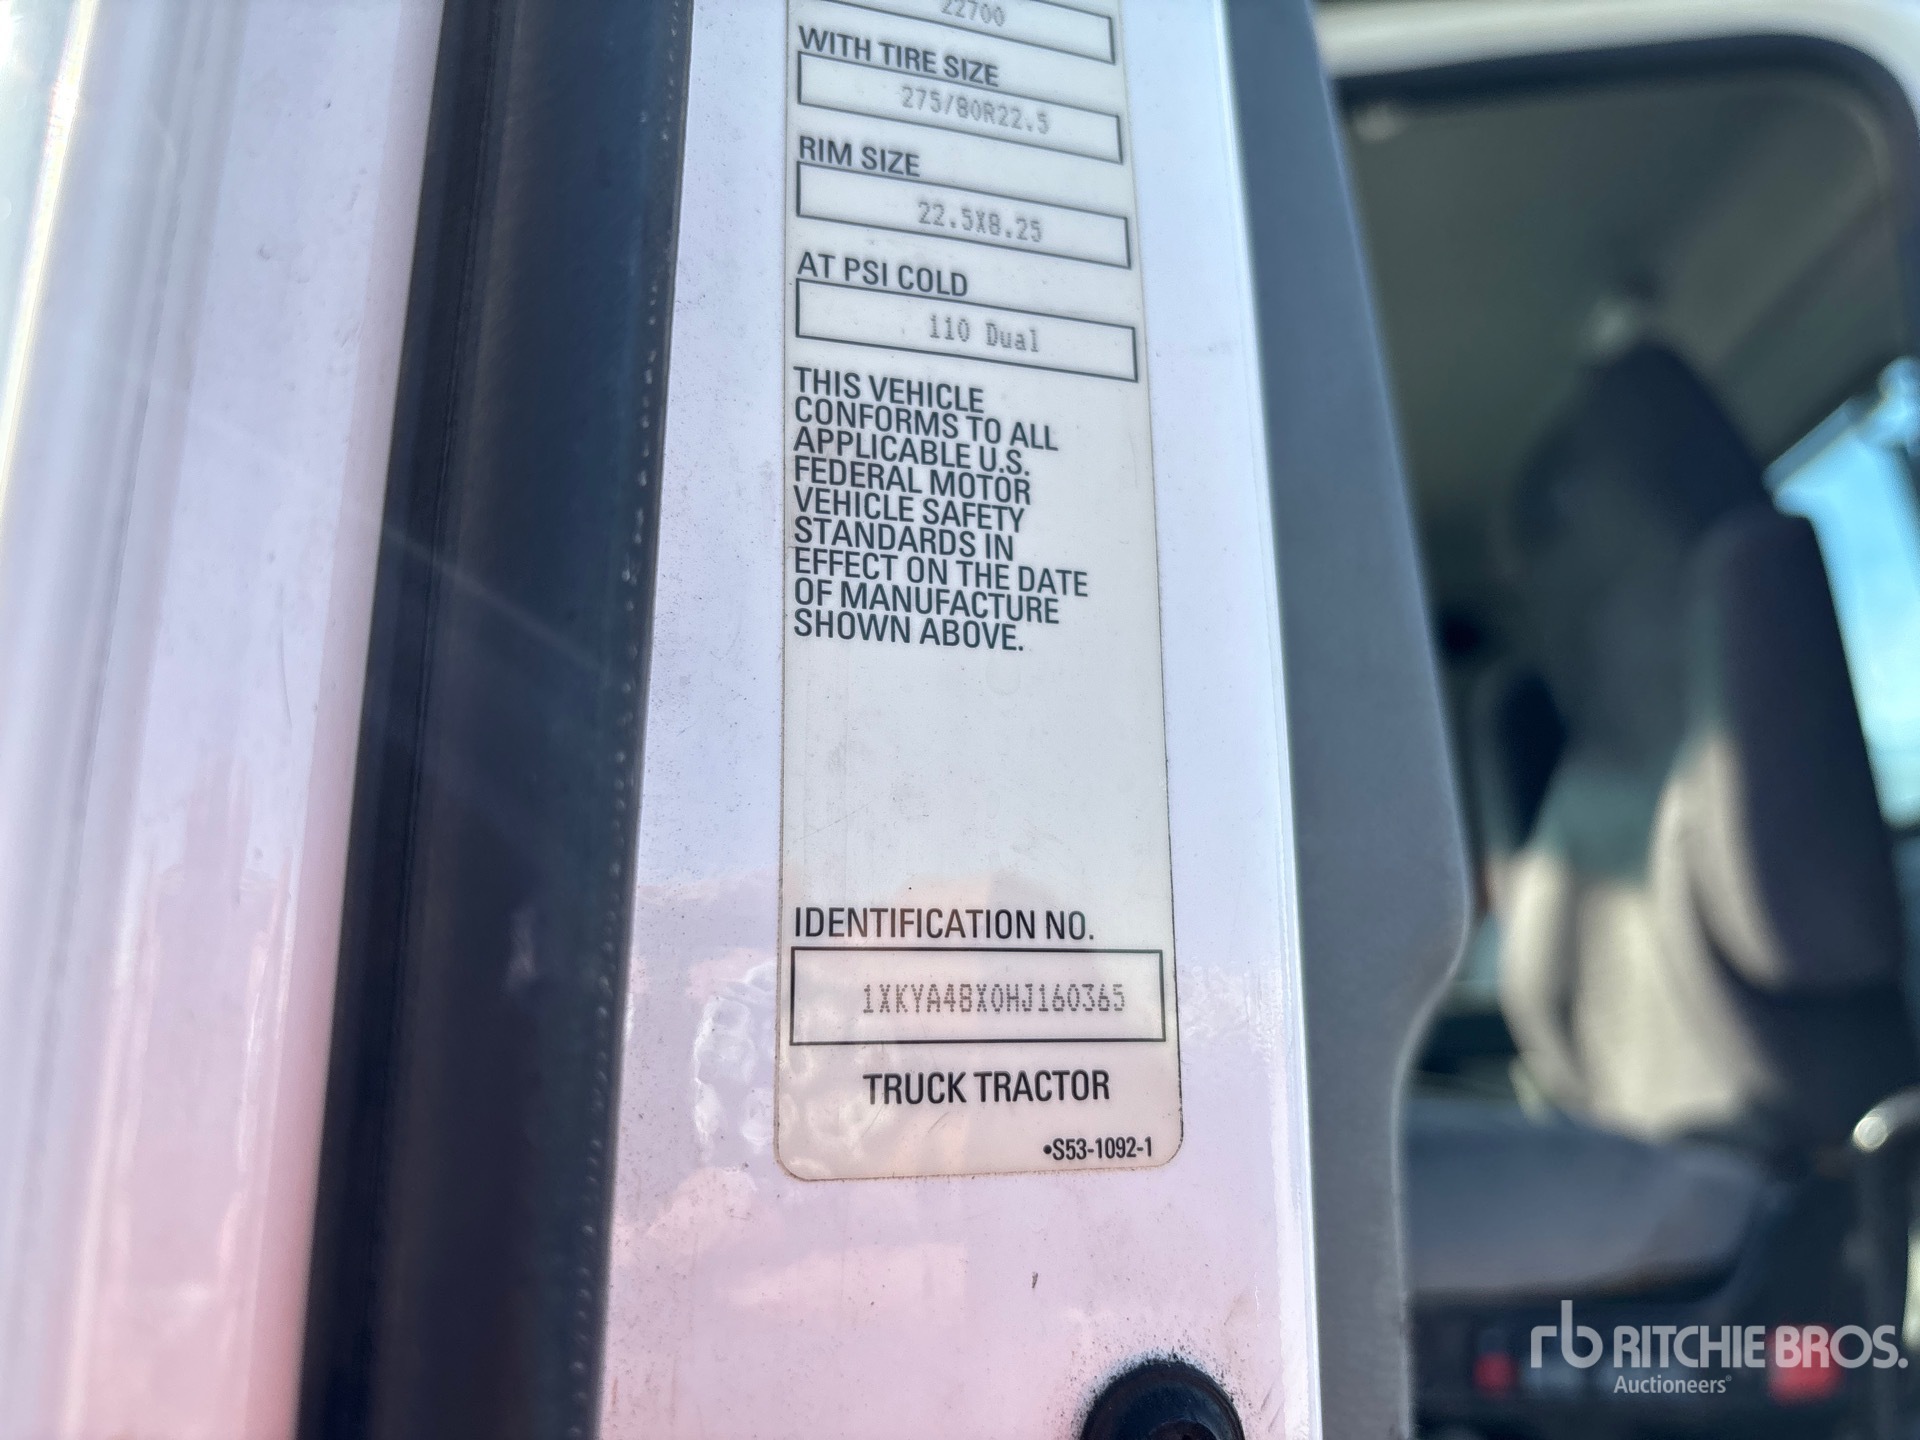 22700
WITH TIRE SIZE
275/80R22.5
RIM SIZE
22.5X8.25
AT PSI COLD
110 Dual
THIS VEHICLE
CONFORMS TO ALL
APPLICABLE U.S.
FEDERAL MOTOR
VEHICLE SAFETY
STANDARDS IN
EFFECT ON THE DATE
OF MANUFACTURE
SHOWN ABOVE.
IDENTIFICATION NO.
1XKYA48X0HJ160365
TRUCK TRACTOR
•S53-1092-1
rb RITCHIE BROS.
Auctioneers®